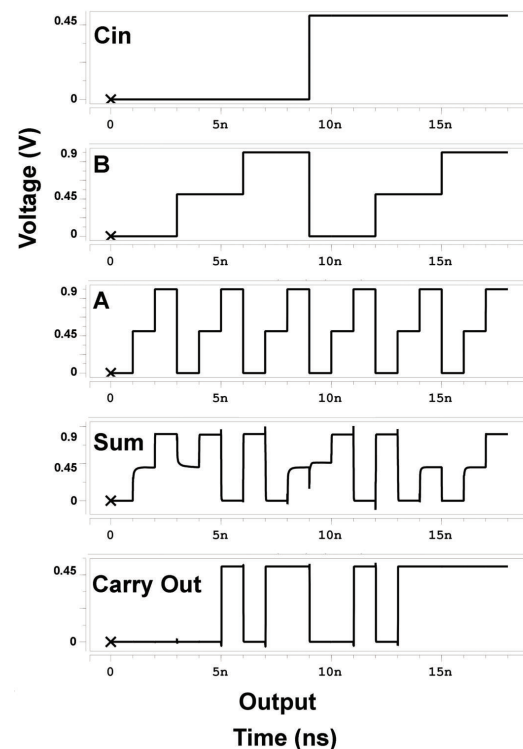 Voltage (V)
0.45
Cin
0
0 5n 10n 15n
0.9
B
0.45
0
0 5n 10n 15n
0.9
A
0.45
0
0 5n 10n 15n
0.9
Sum
0.45
0
0 5n 10n 15n
0.45
Carry Out
0
0 5n 10n 15n
Output
Time (ns)